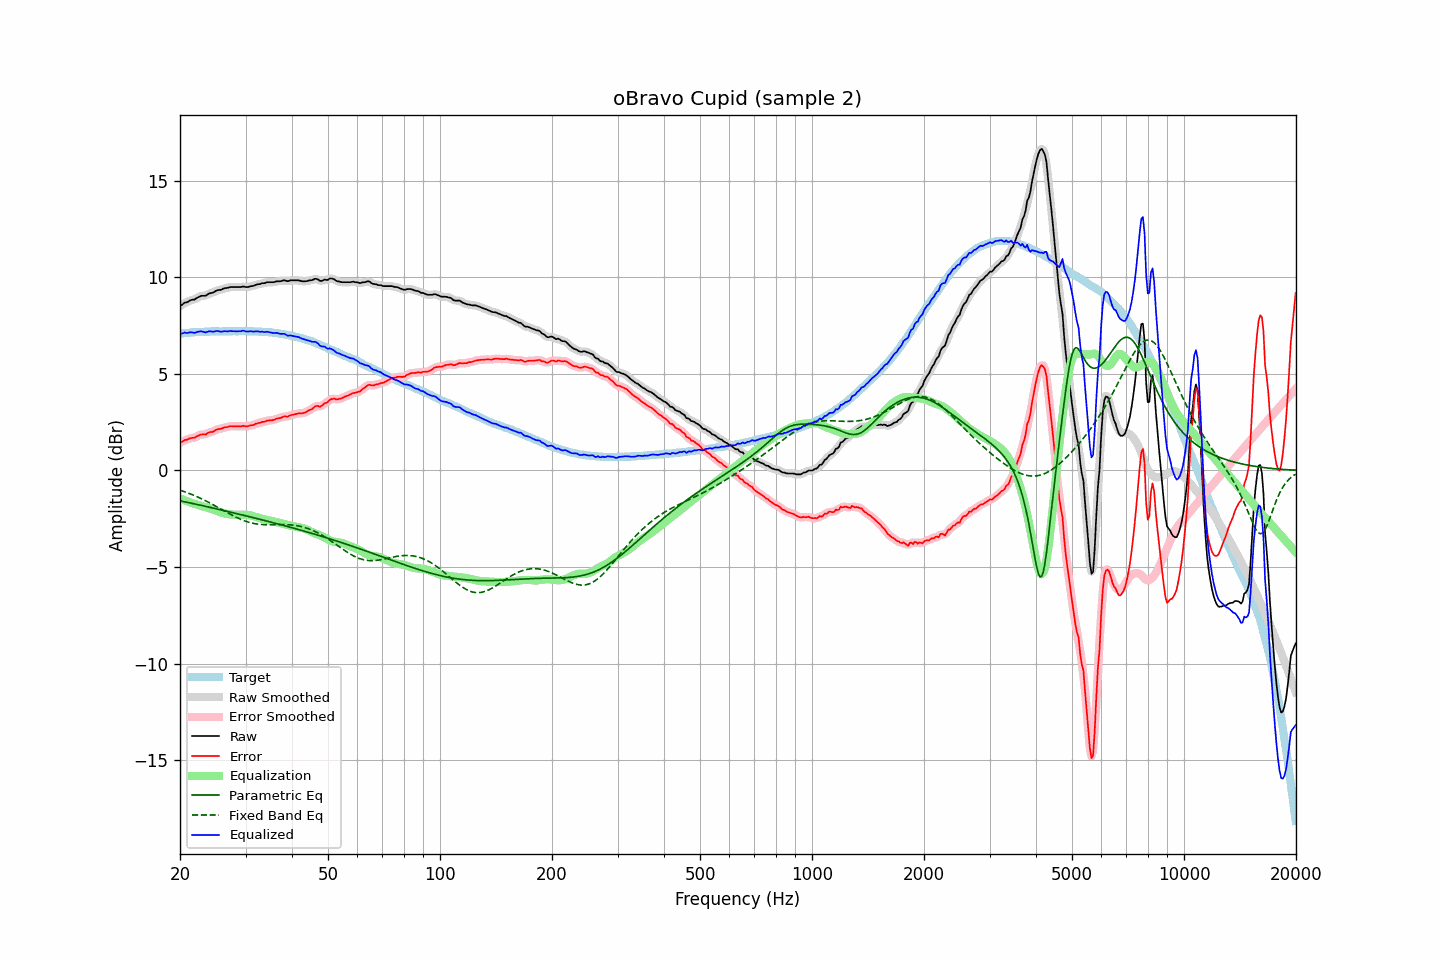 oBravo Cupid (sample 2)
Amplitude (dBr)
15
10
5
0
−5
−10
−15
Target
Raw Smoothed
Error Smoothed
Raw
Error
Equalization
Parametric Eq
Fixed Band Eq
Equalized
20 50 100 200 500 1000 2000 5000 10000 20000
Frequency (Hz)